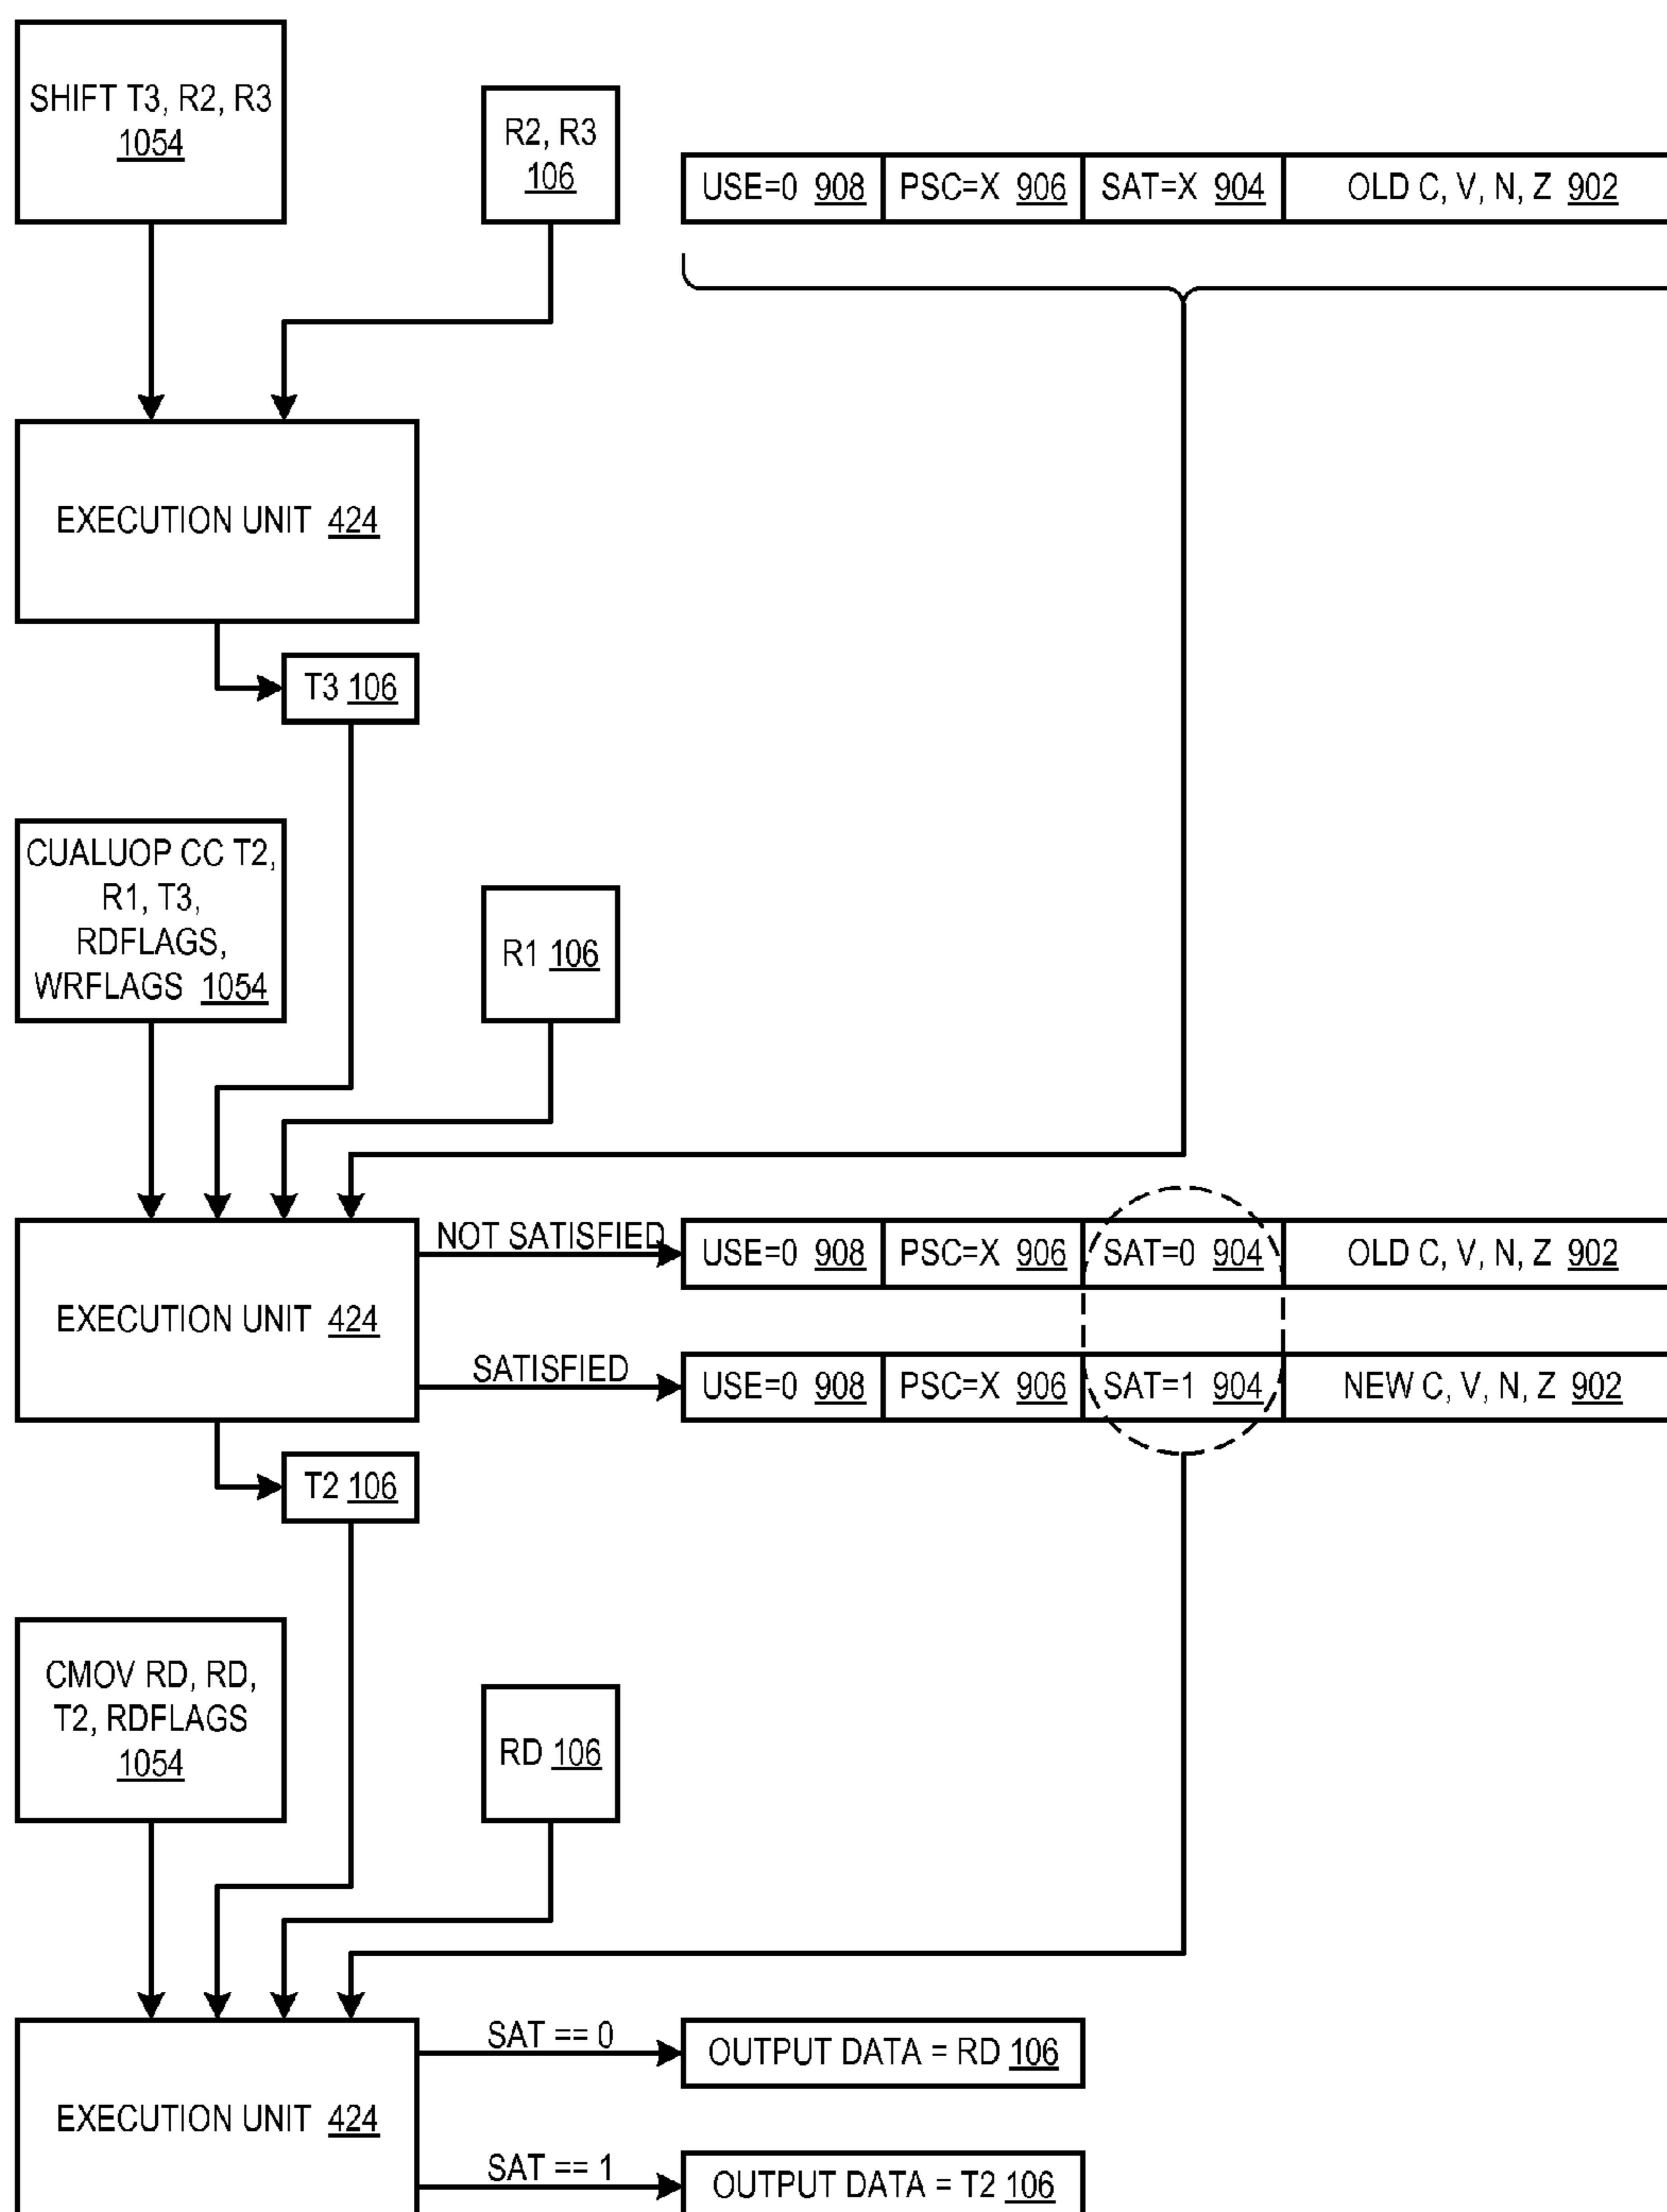 SHIFT T3, R2, R3
1054
R2, R3
106
USE=0 908 PSC=X 906 SAT=X 904 OLD C, V, N, Z 902
EXECUTION UNIT 424
T3 106
CUALUOP CC T2,
R1, T3,
RDFLAGS,
WRFLAGS 1054
R1 106
NOT SATISFIED
USE=0 908 PSC=X 906 SAT=0 904 OLD C, V, N, Z 902
EXECUTION UNIT 424
SATISFIED
USE=0 908 PSC=X 906 SAT=1 904 NEW C, V, N, Z 902
T2 106
CMOV RD, RD,
T2, RDFLAGS
1054
RD 106
SAT == 0
OUTPUT DATA = RD 106
EXECUTION UNIT 424
SAT == 1
OUTPUT DATA = T2 106